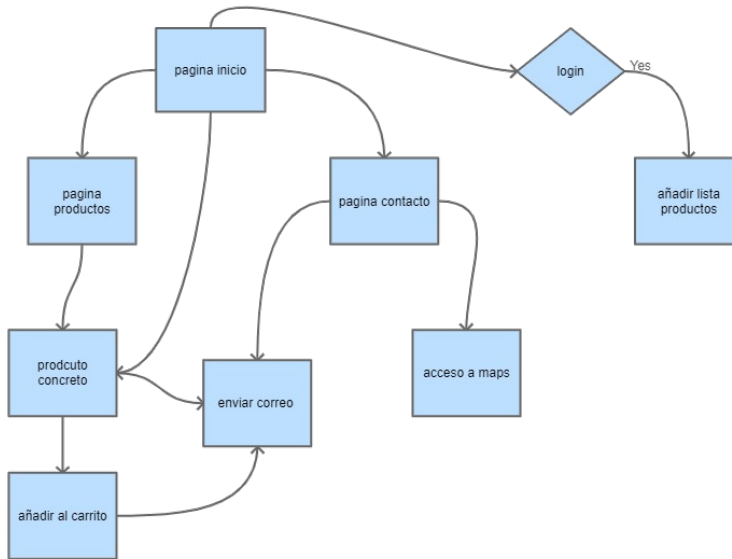 pagina inicio
login
Yes
pagina
productos
pagina contacto
añadir lista
productos
prodcuto
concreto
enviar correo
acceso a maps
añadir al carrito